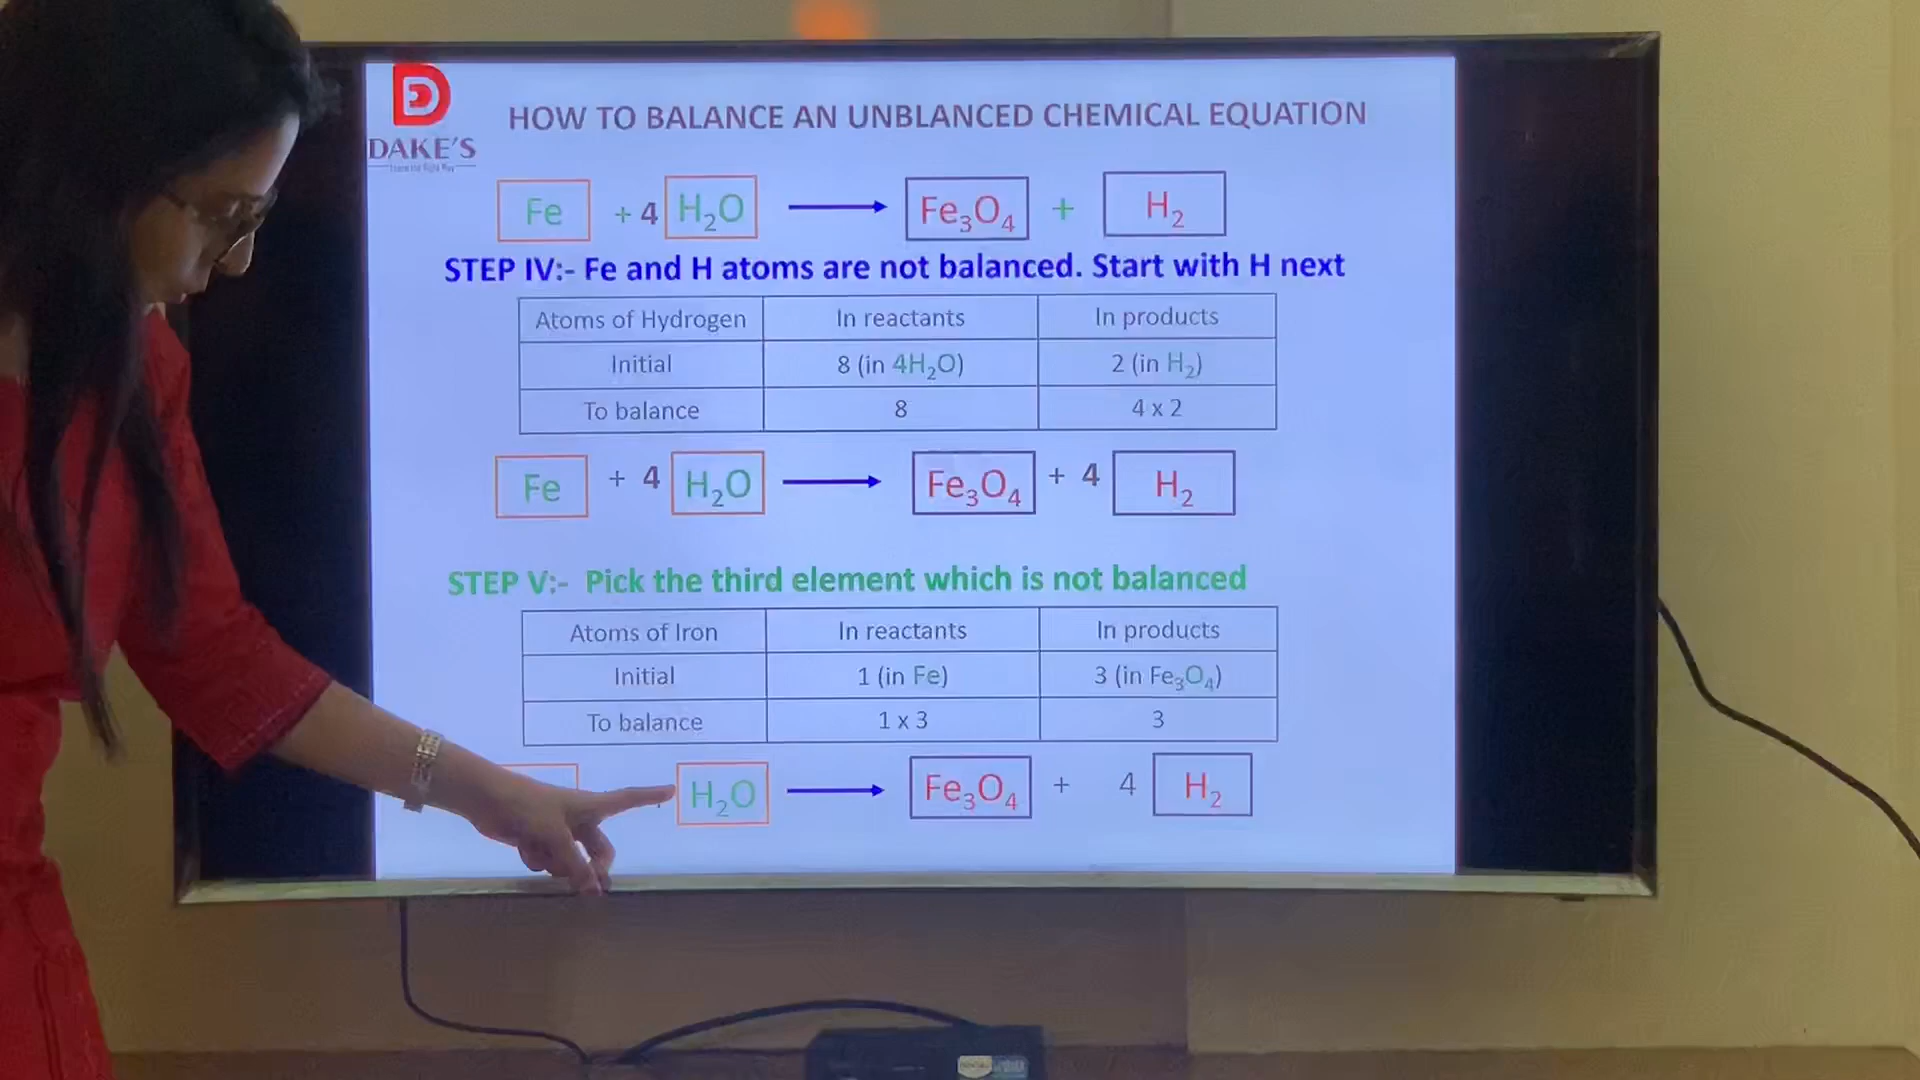 DAKE'S
Learn the Right Way
HOW TO BALANCE AN UNBLANCED CHEMICAL EQUATION
Fe + 4 H₂O → Fe₃O₄ + H₂
STEP IV:- Fe and H atoms are not balanced. Start with H next
Atoms of Hydrogen In reactants In products
Initial 8 (in 4H₂O) 2 (in H₂)
To balance 8 4 x 2
Fe + 4 H₂O → Fe₃O₄ + 4 H₂
STEP V:- Pick the third element which is not balanced
Atoms of Iron In reactants In products
Initial 1 (in Fe) 3 (in Fe₃O₄)
To balance 1 x 3 3
H₂O → Fe₃O₄ + 4 H₂